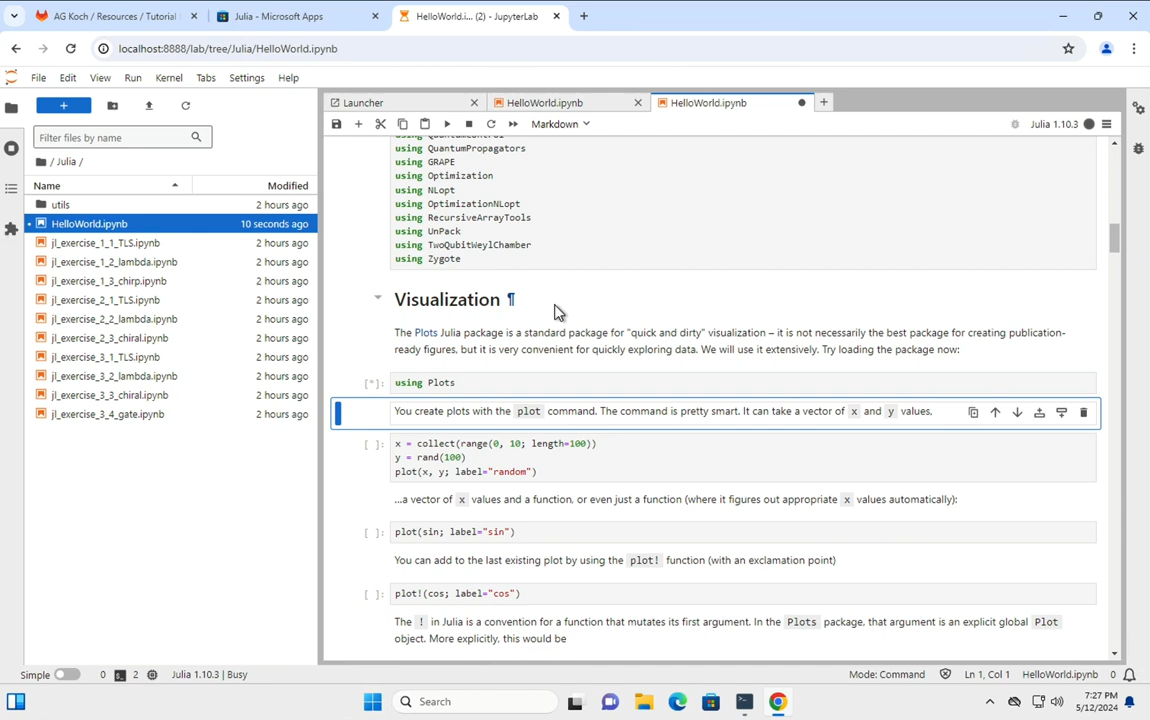 AG Koch / Resources / Tutorial
Julia - Microsoft Apps
HelloWorld.i... (2) - JupyterLab
localhost:8888/lab/tree/Julia/HelloWorld.ipynb
File Edit View Run Kernel Tabs Settings Help
Launcher
HelloWorld.ipynb
HelloWorld.ipynb
Markdown
Julia 1.10.3
Filter files by name
/ Julia /
Name Modified
utils 2 hours ago
HelloWorld.ipynb 10 seconds ago
jl_exercise_1_1_TLS.ipynb 2 hours ago
jl_exercise_1_2_lambda.ipynb 2 hours ago
jl_exercise_1_3_chirp.ipynb 2 hours ago
jl_exercise_2_1_TLS.ipynb 2 hours ago
jl_exercise_2_2_lambda.ipynb 2 hours ago
jl_exercise_2_3_chiral.ipynb 2 hours ago
jl_exercise_3_1_TLS.ipynb 2 hours ago
jl_exercise_3_2_lambda.ipynb 2 hours ago
jl_exercise_3_3_chiral.ipynb 2 hours ago
jl_exercise_3_4_gate.ipynb 2 hours ago
using QuantumPropagators
using GRAPE
using Optimization
using NLopt
using OptimizationNLopt
using RecursiveArrayTools
using UnPack
using TwoQubitWeylChamber
using Zygote
Visualization ¶
The Plots Julia package is a standard package for "quick and dirty" visualization – it is not necessarily the best package for creating publication-
ready figures, but it is very convenient for quickly exploring data. We will use it extensively. Try loading the package now:
[*]: using Plots
You create plots with the plot command. The command is pretty smart. It can take a vector of x and y values.
[ ]: x = collect(range(0, 10; length=100))
y = rand(100)
plot(x, y; label="random")
...a vector of x values and a function, or even just a function (where it figures out appropriate x values automatically):
[ ]: plot(sin; label="sin")
You can add to the last existing plot by using the plot! function (with an exclamation point)
[ ]: plot!(cos; label="cos")
The ! in Julia is a convention for a function that mutates its first argument. In the Plots package, that argument is an explicit global Plot
object. More explicitly, this would be
Simple 0 2 Julia 1.10.3 | Busy Mode: Command Ln 1, Col 1 HelloWorld.ipynb 0
Search
7:27 PM
5/12/2024